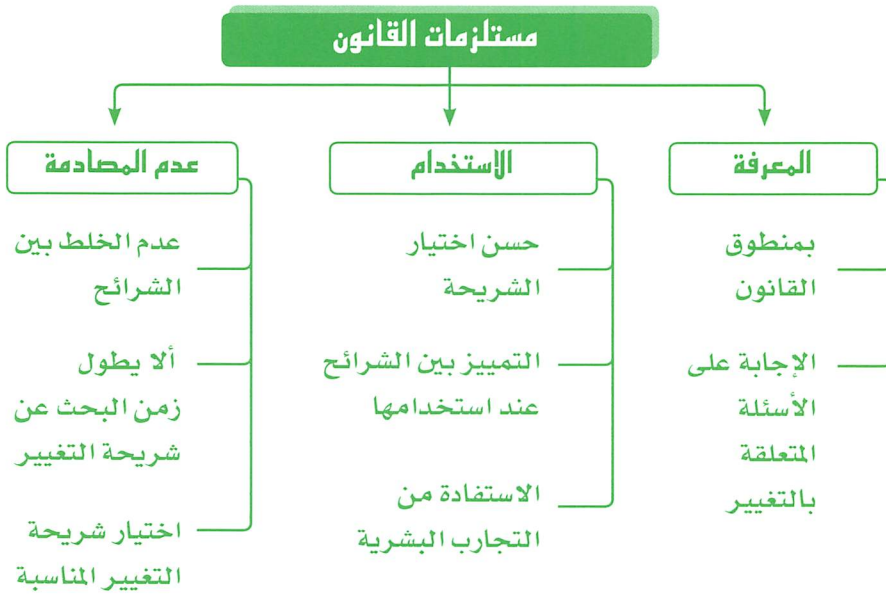 مستلزمات القانون
المعرفة
بمنطوق
القانون
الإجابة على
الأسئلة
المتعلقة
بالتغيير
الاستخدام
حسن اختيار
الشريحة
التمييز بين الشرائح
عند استخدامها
الاستفادة من
التجارب البشرية
عدم المصادمة
عدم الخلط بين
الشرائح
ألا يطول
زمن البحث عن
شريحة التغيير
اختيار شريحة
التغيير المناسبة